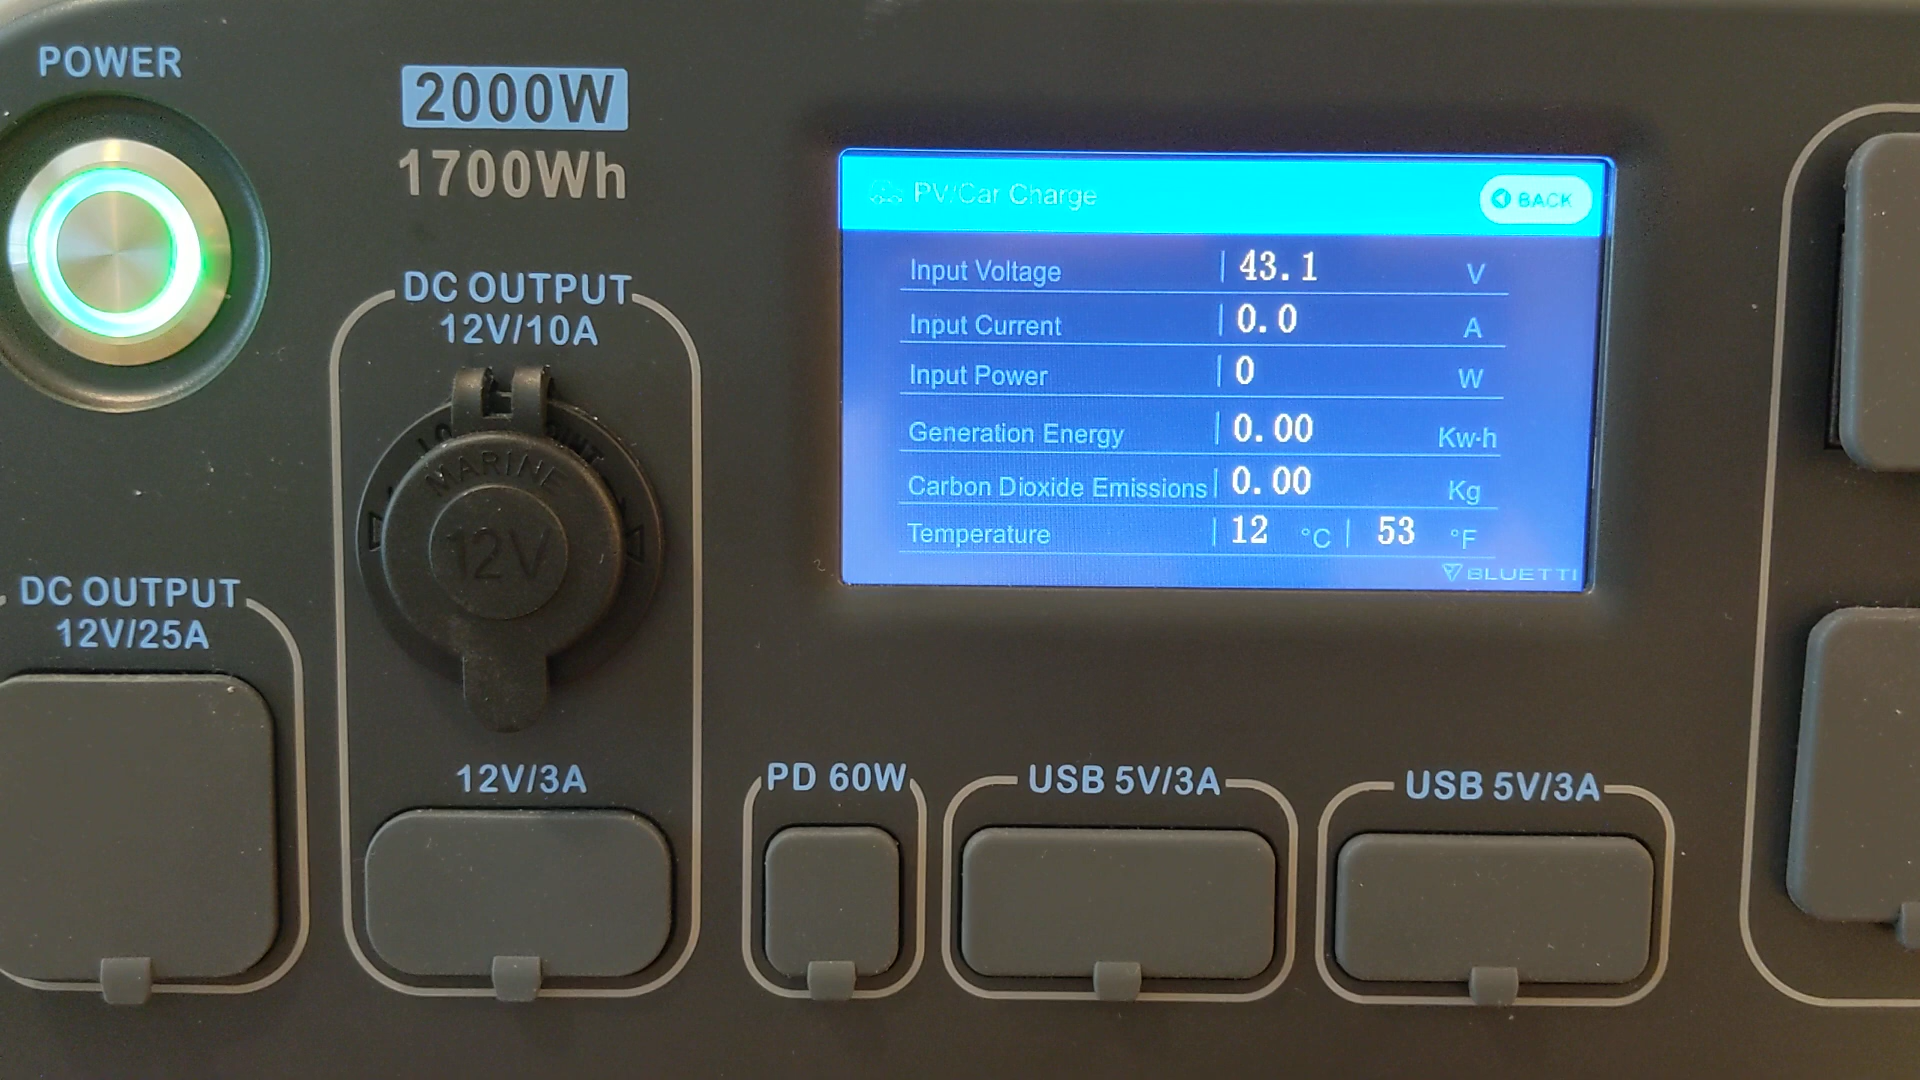 POWER
2000W
1700Wh
DC OUTPUT
12V/10A
MARINE
12V
DC OUTPUT
12V/25A
12V/3A
PV/Car Charge
BACK
Input Voltage | 43.1 V
Input Current | 0.0 A
Input Power | 0 W
Generation Energy | 0.00 Kw·h
Carbon Dioxide Emissions | 0.00 Kg
Temperature | 12 °C | 53 °F
BLUETTI
PD 60W
USB 5V/3A
USB 5V/3A